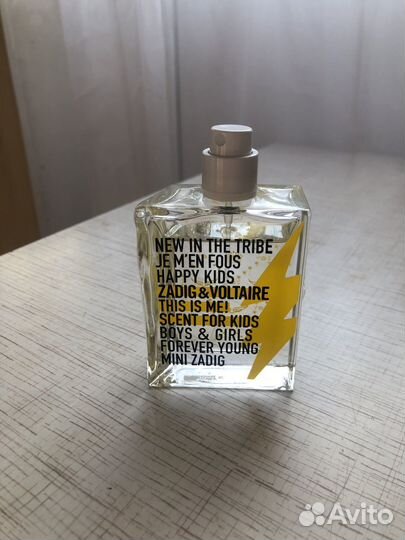 NEW IN THE TRIBE
JE M'EN FOUS
HAPPY KIDS
ZADIG&VOLTAIRE
THIS IS ME!
SCENT FOR KIDS
BOYS & GIRLS
FOREVER YOUNG
MINI ZADIG
Avito